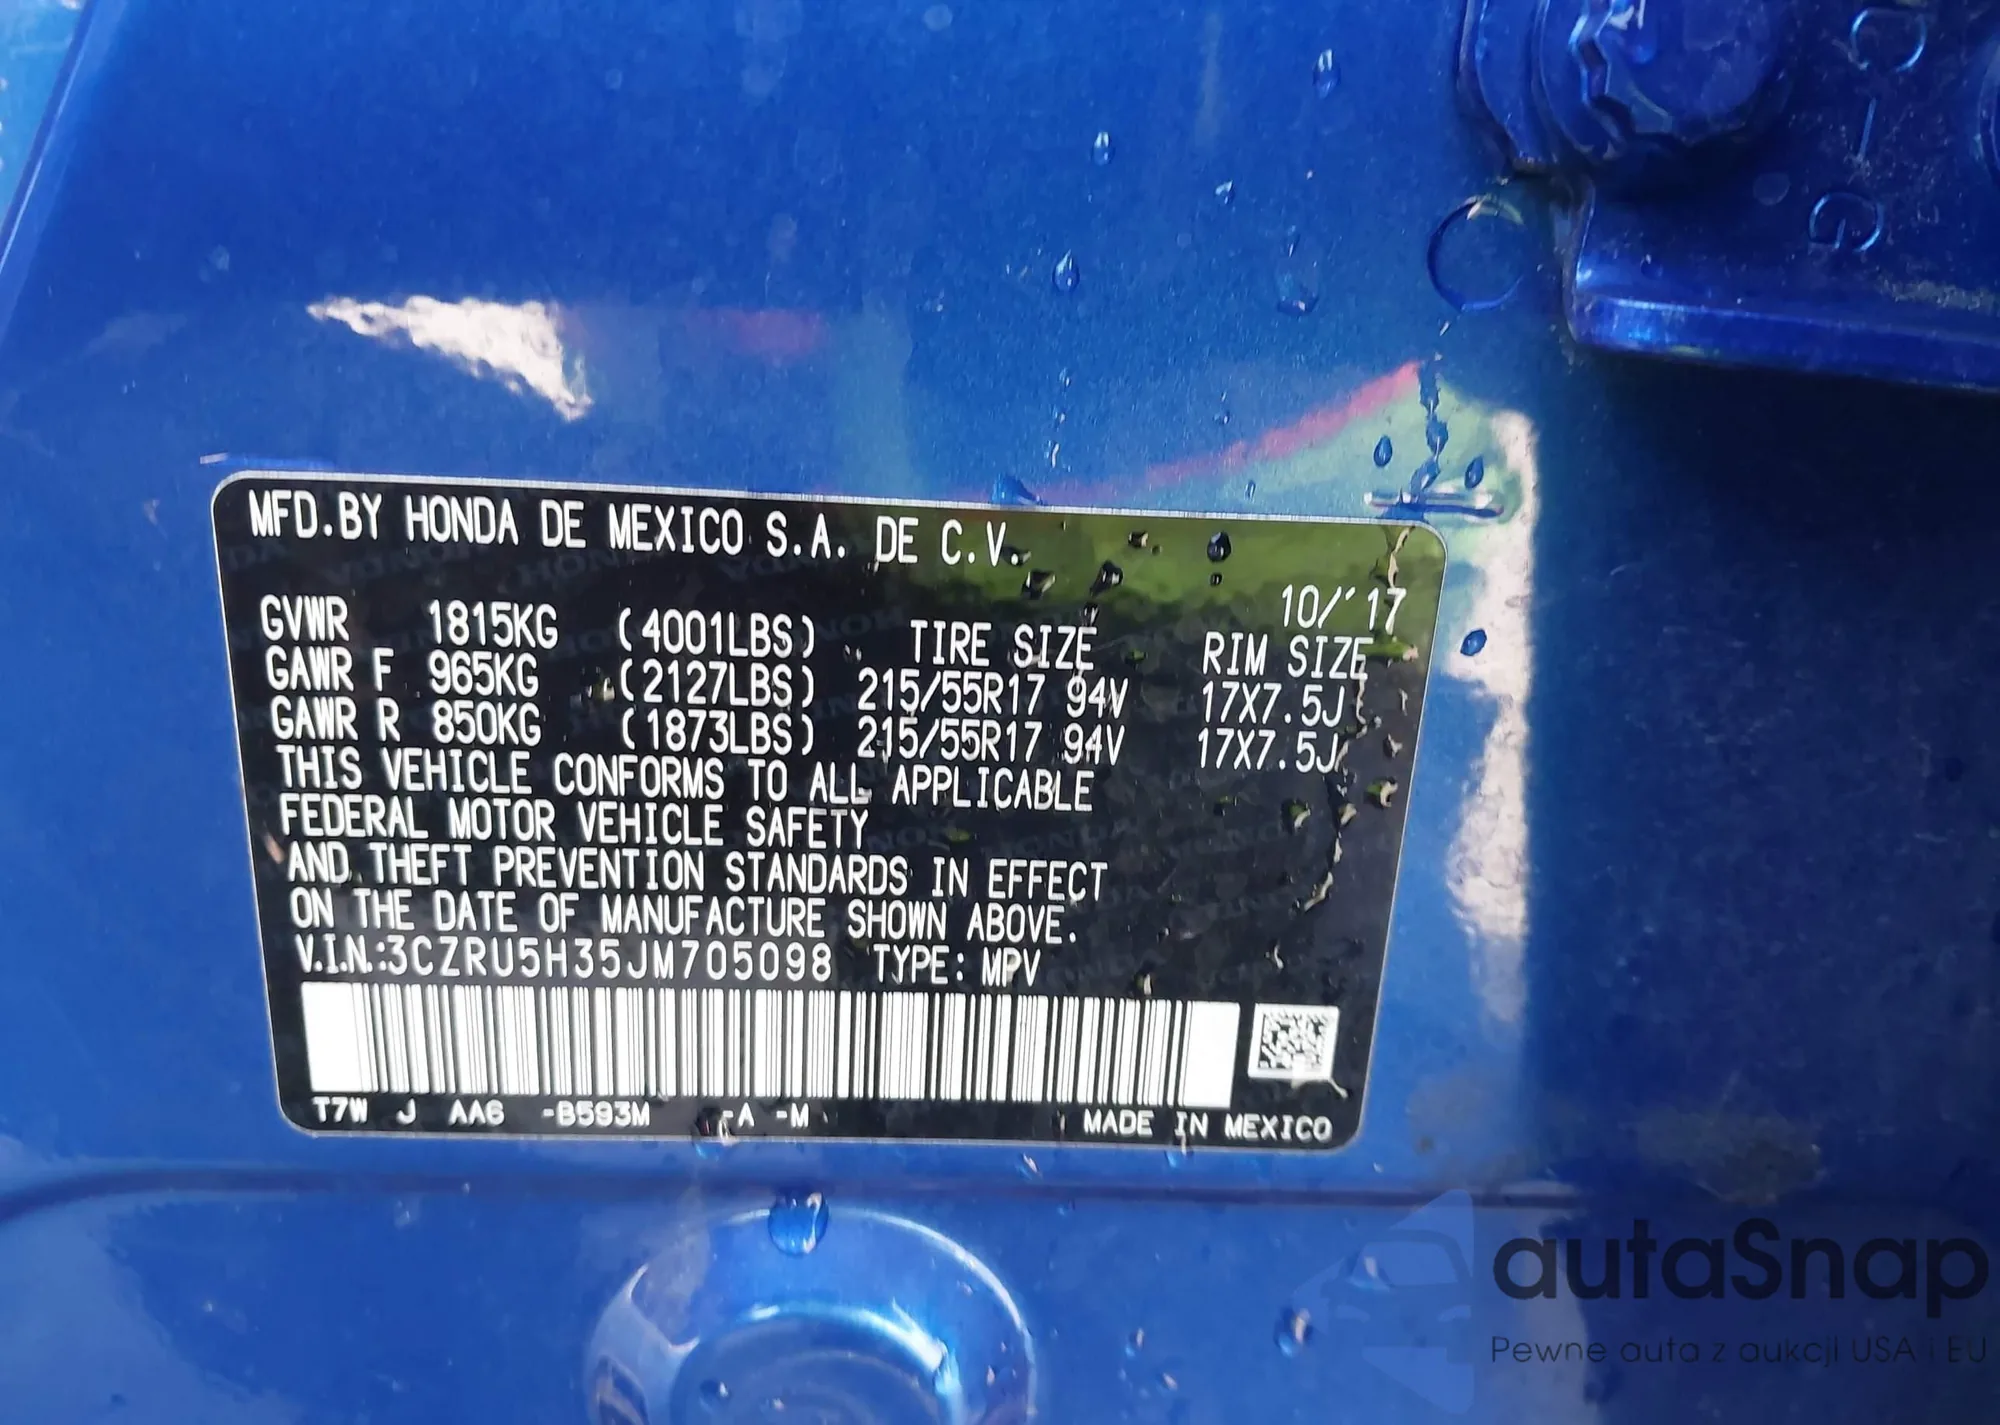 MFD.BY HONDA DE MEXICO S.A. DE C.V.
10/'17
GVWR 1815KG (4001LBS) TIRE SIZE RIM SIZE
GAWR F 965KG (2127LBS) 215/55R17 94V 17X7.5J
GAWR R 850KG (1873LBS) 215/55R17 94V 17X7.5J
THIS VEHICLE CONFORMS TO ALL APPLICABLE
FEDERAL MOTOR VEHICLE SAFETY
AND THEFT PREVENTION STANDARDS IN EFFECT
ON THE DATE OF MANUFACTURE SHOWN ABOVE.
V.I.N.:3CZRU5H35JM705098 TYPE: MPV
T7W J AA6 -B593M -A -M MADE IN MEXICO
autaSnap
Pewne auta z aukcji USA i EU